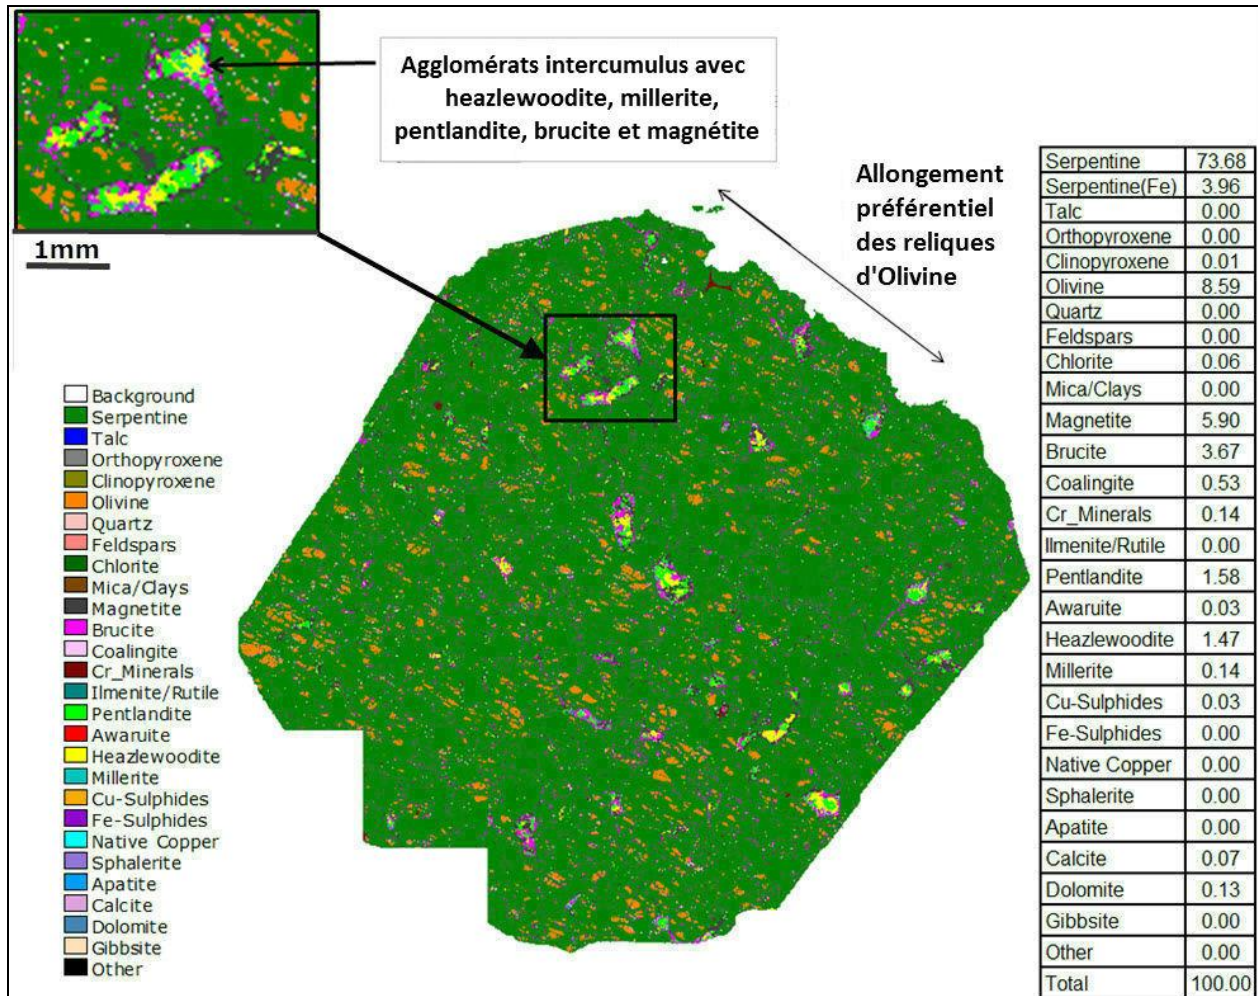 Agglomérats intercumulus avec
heazlewoodite, millerite,
pentlandite, brucite et magnétite
1mm
Allongement
préférentiel
des reliques
d'Olivine
Background
Serpentine
Talc
Orthopyroxene
Clinopyroxene
Olivine
Quartz
Feldspars
Chlorite
Mica/Clays
Magnetite
Brucite
Coalingite
Cr_Minerals
Ilmenite/Rutile
Pentlandite
Awaruite
Heazlewoodite
Millerite
Cu-Sulphides
Fe-Sulphides
Native Copper
Sphalerite
Apatite
Calcite
Dolomite
Gibbsite
Other
Serpentine 73.68
Serpentine(Fe) 3.96
Talc 0.00
Orthopyroxene 0.00
Clinopyroxene 0.01
Olivine 8.59
Quartz 0.00
Feldspars 0.00
Chlorite 0.06
Mica/Clays 0.00
Magnetite 5.90
Brucite 3.67
Coalingite 0.53
Cr_Minerals 0.14
Ilmenite/Rutile 0.00
Pentlandite 1.58
Awaruite 0.03
Heazlewoodite 1.47
Millerite 0.14
Cu-Sulphides 0.03
Fe-Sulphides 0.00
Native Copper 0.00
Sphalerite 0.00
Apatite 0.00
Calcite 0.07
Dolomite 0.13
Gibbsite 0.00
Other 0.00
Total 100.00